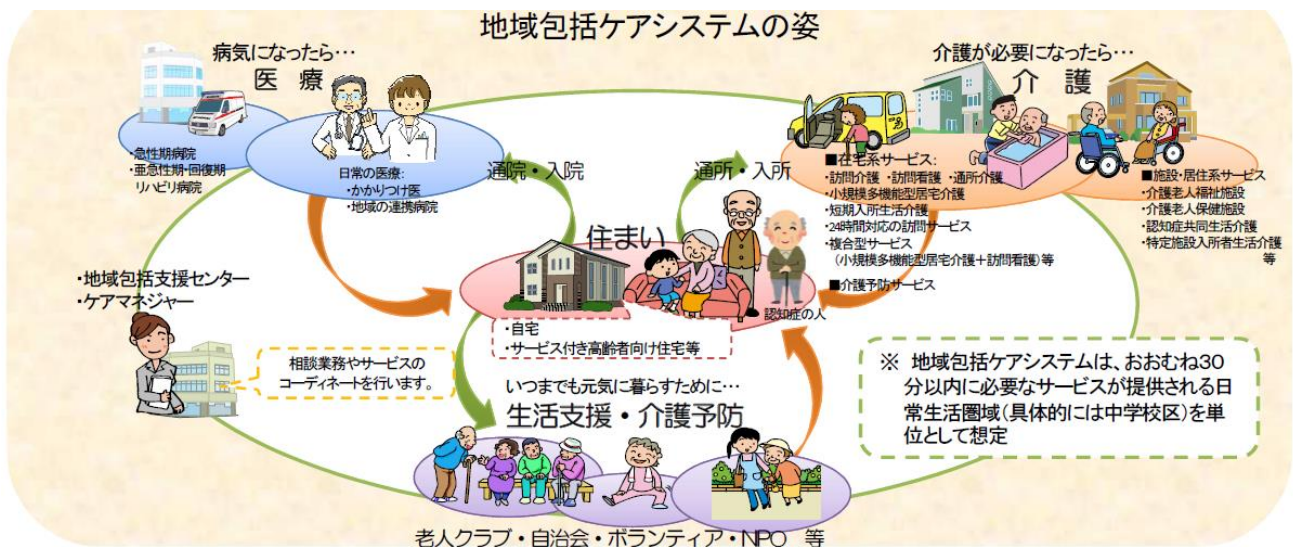 地域包括ケアシステムの姿
病気になったら…
医 療
・急性期病院
・亜急性期・回復期
リハビリ病院
日常の医療:
・かかりつけ医
・地域の連携病院
通院・入院
通所・入所
介護が必要になったら…
介 護
■在宅系サービス:
・訪問介護 ・訪問看護 ・通所介護
・小規模多機能型居宅介護
・短期入所生活介護
・24時間対応の訪問サービス
・複合型サービス
(小規模多機能型居宅介護+訪問看護)等
■介護予防サービス
■施設・居住系サービス
・介護老人福祉施設
・介護老人保健施設
・認知症共同生活介護
・特定施設入所者生活介護
等
住まい
・自宅
・サービス付き高齢者向け住宅等
認知症の人
・地域包括支援センター
・ケアマネジャー
相談業務やサービスの
コーディネートを行います。
いつまでも元気に暮らすために…
生活支援・介護予防
老人クラブ・自治会・ボランティア・NPO 等
※ 地域包括ケアシステムは、おおむね30
分以内に必要なサービスが提供される日
常生活圏域(具体的には中学校区)を単
位として想定